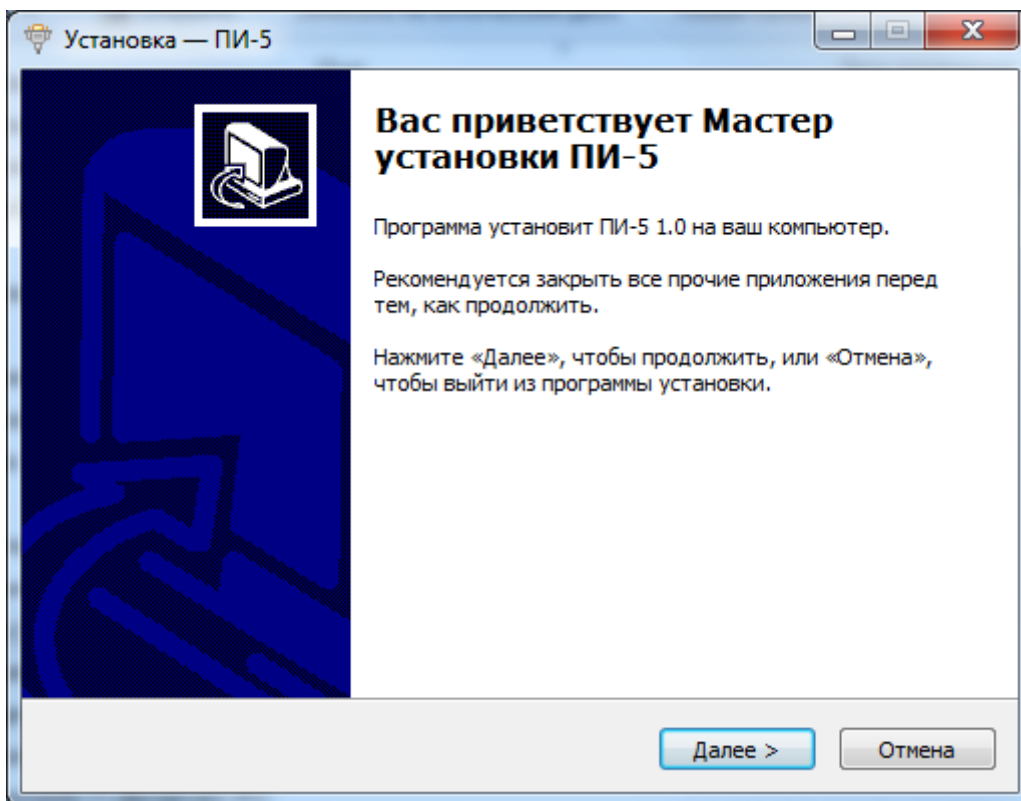 Установка — ПИ-5
Вас приветствует Мастер
установки ПИ-5
Программа установит ПИ-5 1.0 на ваш компьютер.
Рекомендуется закрыть все прочие приложения перед
тем, как продолжить.
Нажмите «Далее», чтобы продолжить, или «Отмена»,
чтобы выйти из программы установки.
Далее >
Отмена